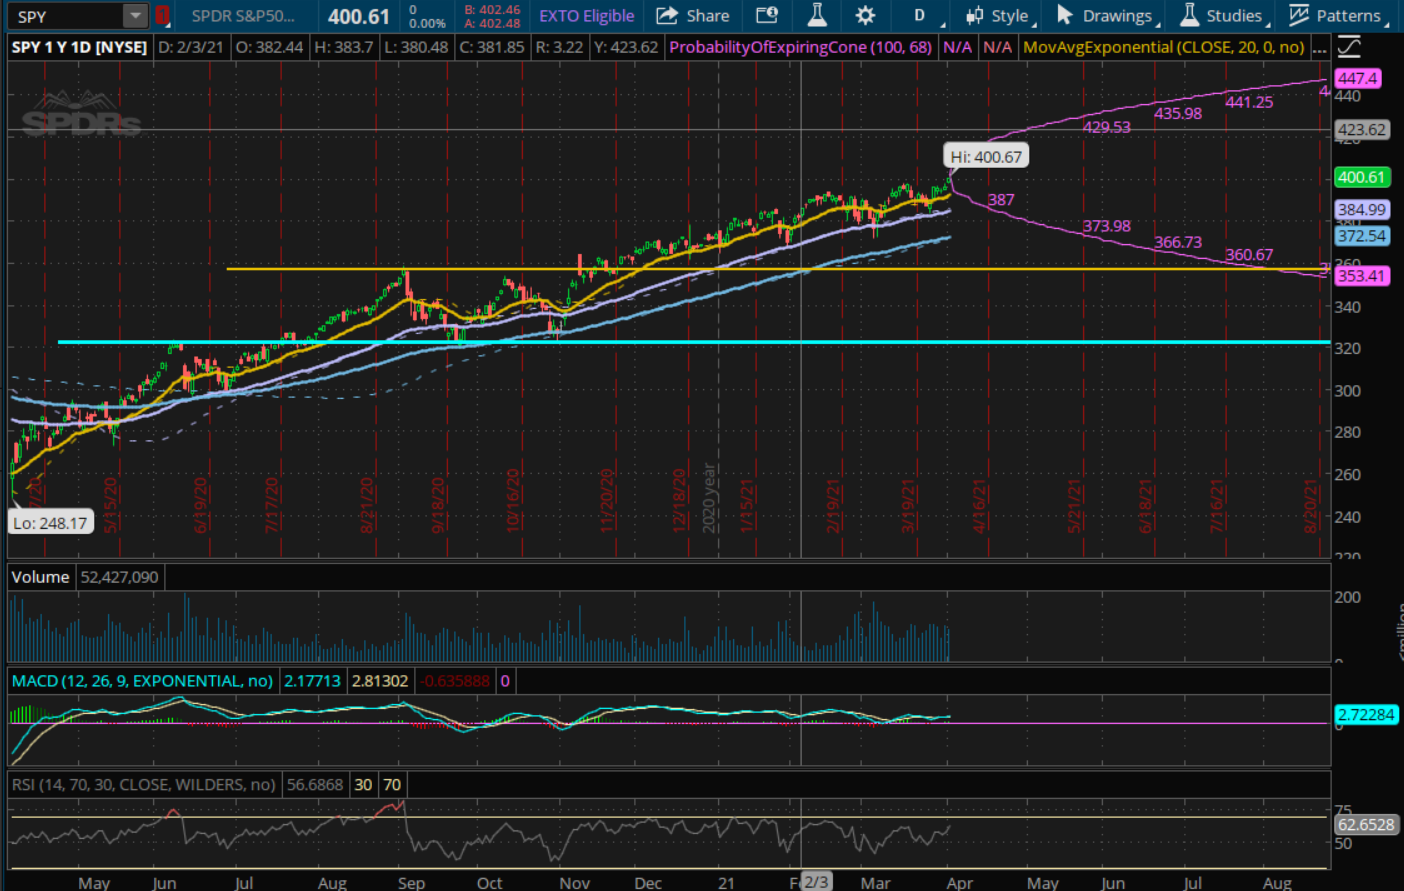 SPY SPDR S&P50... 400.61 0 0.00% B: 402.46 A: 402.48 EXTO Eligible Share D Style Drawings Studies Patterns
SPY 1 Y 1D [NYSE] D: 2/3/21 O: 382.44 H: 383.7 L: 380.48 C: 381.85 R: 3.22 Y: 423.62 ProbabilityOfExpiringCone (100, 68) N/A N/A MovAvgExponential (CLOSE, 20, 0, no) ...
SPDRs
447.4
440
441.25
435.98
429.53
423.62
420
Hi: 400.67
400.61
387
384.99
380
373.98
372.54
366.73
360.67
360
353.41
340
320
300
280
260
240
220
Lo: 248.17
5/15/20 6/19/20 7/17/20 8/21/20 9/18/20 10/16/20 11/20/20 12/18/20 2020 year 1/15/21 2/19/21 3/19/21 4/16/21 5/21/21 6/18/21 7/16/21 8/20/21
Volume 52,427,090
200
MACD (12, 26, 9, EXPONENTIAL, no) 2.17713 2.81302 -0.635888 0
2.72284
RSI (14, 70, 30, CLOSE, WILDERS, no) 56.6868 30 70
75
62.6528
50
May Jun Jul Aug Sep Oct Nov Dec 21 2/3 Mar Apr May Jun Jul Aug